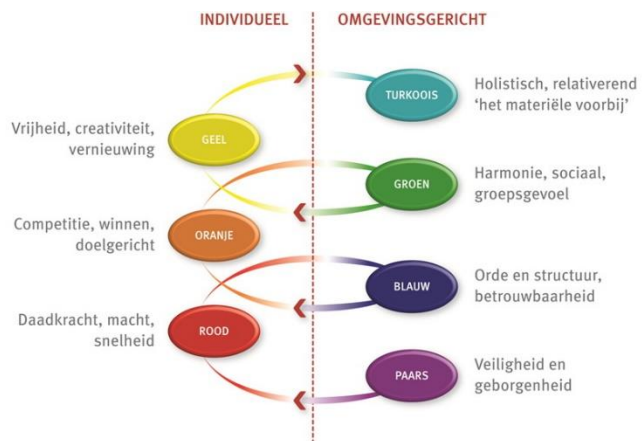 INDIVIDUEEL
OMGEVINGSGERICHT
TURKOOIS
Holistisch, relativerend
‘het materiële voorbij’
Vrijheid, creativiteit,
vernieuwing
GEEL
GROEN
Harmonie, sociaal,
groepsgevoel
Competitie, winnen,
doelgericht
ORANJE
BLAUW
Orde en structuur,
betrouwbaarheid
Daadkracht, macht,
snelheid
ROOD
PAARS
Veiligheid en
geborgenheid